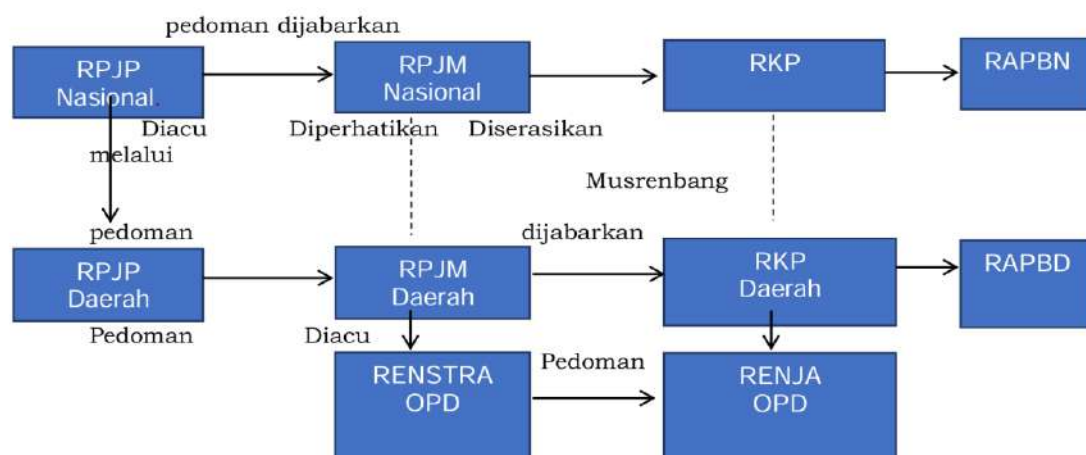 pedoman dijabarkan
RPJP
Nasional.
RPJM
Nasional
RKP
RAPBN
Diacu
melalui
Diperhatikan
Diserasikan
Musrenbang
pedoman
dijabarkan
RPJP
Daerah
RPJM
Daerah
RKP
Daerah
RAPBD
Pedoman
Diacu
RENSTRA
OPD
Pedoman
RENJA
OPD